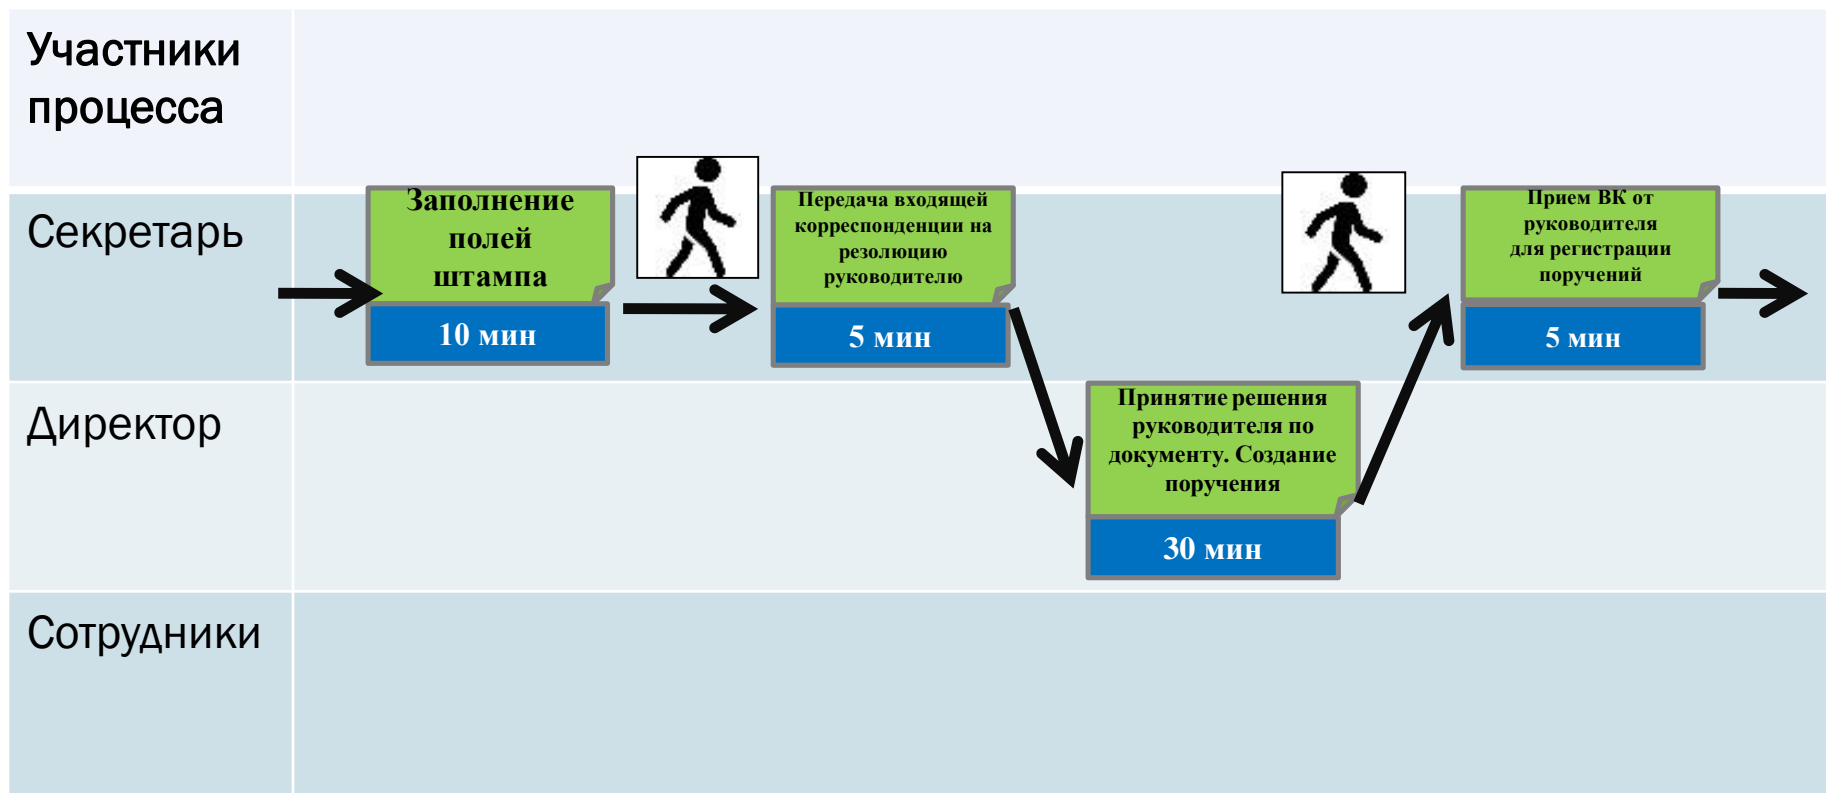 Участники
процесса
Секретарь
Заполнение
полей
штампа
10 мин
Передача входящей
корреспонденции на
резолюцию
руководителю
5 мин
Прием ВК от
руководителя
для регистрации
поручений
5 мин
Директор
Принятие решения
руководителя по
документу. Создание
поручения
30 мин
Сотрудники